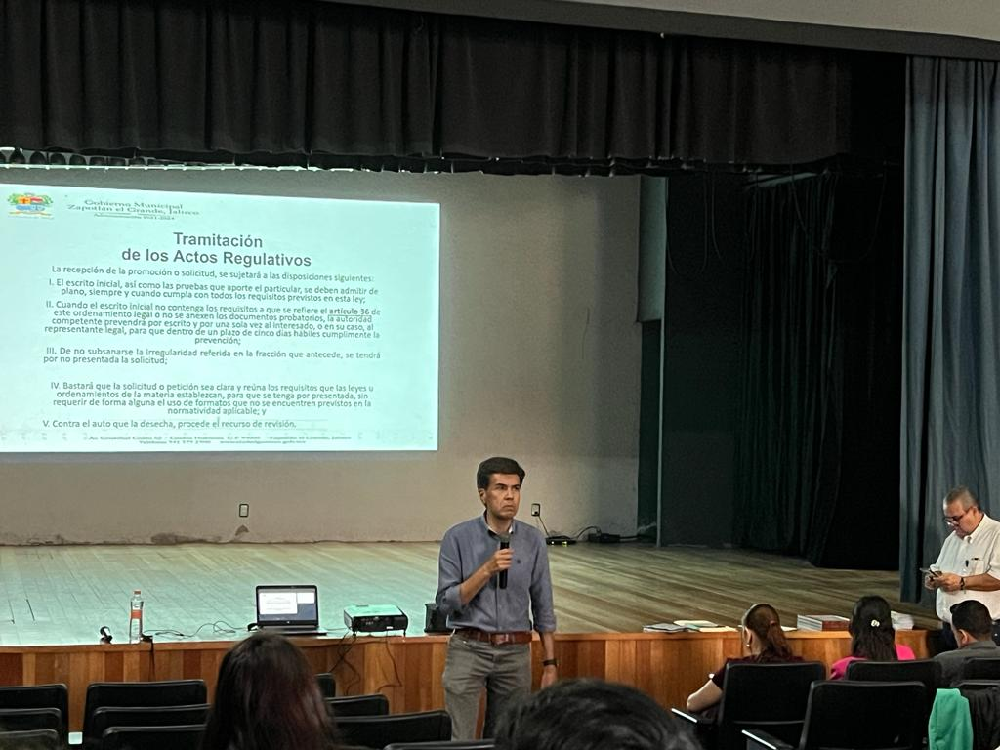 Gobierno Municipal
Zapotlán el Grande, Jalisco
Administración 2021-2024
Tramitación
de los Actos Regulativos
La recepción de la promoción o solicitud, se sujetará a las disposiciones siguientes:
I. El escrito inicial, así como las pruebas que aporte el particular, se deben admitir de
plano, siempre y cuando cumpla con todos los requisitos previstos en esta ley;
II. Cuando el escrito inicial no contenga los requisitos a que se refiere el artículo 36 de
este ordenamiento legal o no se anexen los documentos probatorios, la autoridad
competente prevendrá por escrito y por una sola vez al interesado, o en su caso, al
representante legal, para que dentro de un plazo de cinco días hábiles cumplimente la
prevención;
III. De no subsanarse la irregularidad referida en la fracción que antecede, se tendrá
por no presentada la solicitud;
IV. Bastará que la solicitud o petición sea clara y reúna los requisitos que las leyes u
ordenamientos de la materia establezcan, para que se tenga por presentada, sin
requerir de forma alguna el uso de formatos que no se encuentren previstos en la
normatividad aplicable; y
V. Contra el auto que la desecha, procede el recurso de revisión.
Av. Cristóbal Colón 62 - Centro Histórico, C.P. 49000 Zapotlán el Grande, Jalisco